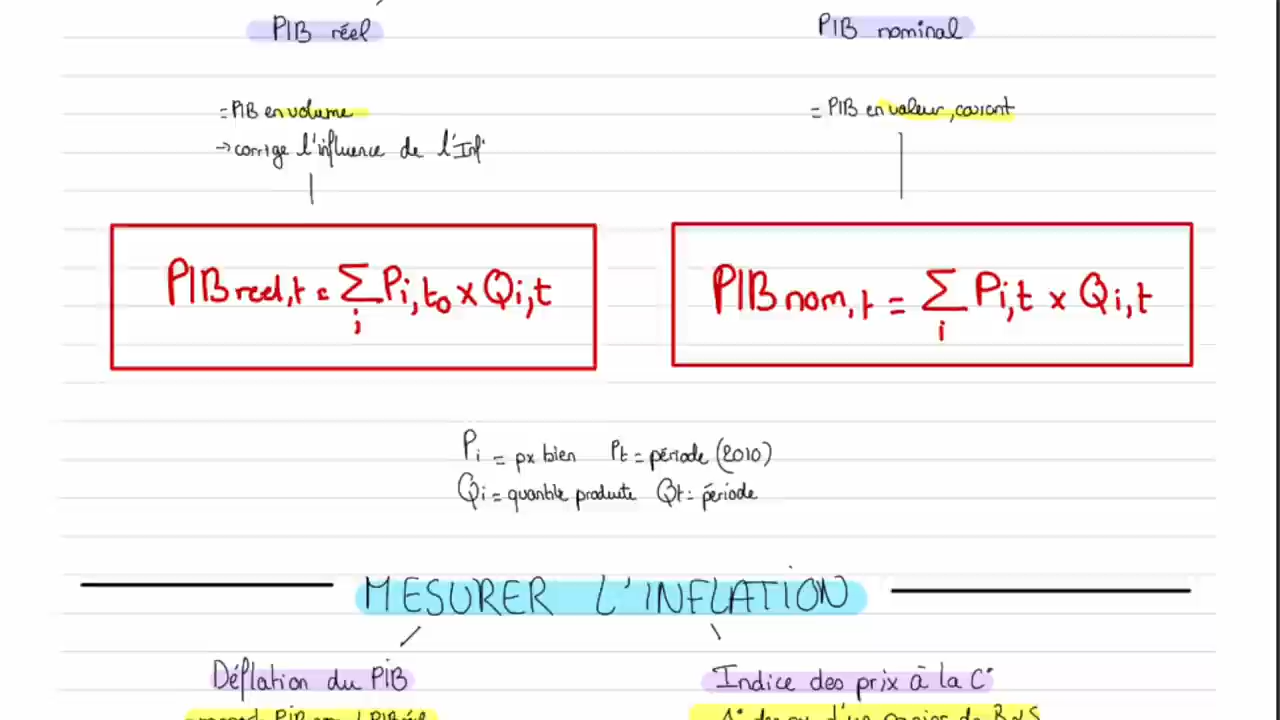 PIB réel
PIB nominal
= PIB en volume
→ corrige l'influence de l'Inf°
= PIB en valeur, courant
PIB reel,t = ∑i Pi,t0 x Qi,t
PIB nom,t = ∑i Pi,t x Qi,t
Pi = px bien Pt = période (2010)
Qi = quantité produite Qt = période
MESURER L'INFLATION
Déflation du PIB
Indice des prix à la C°